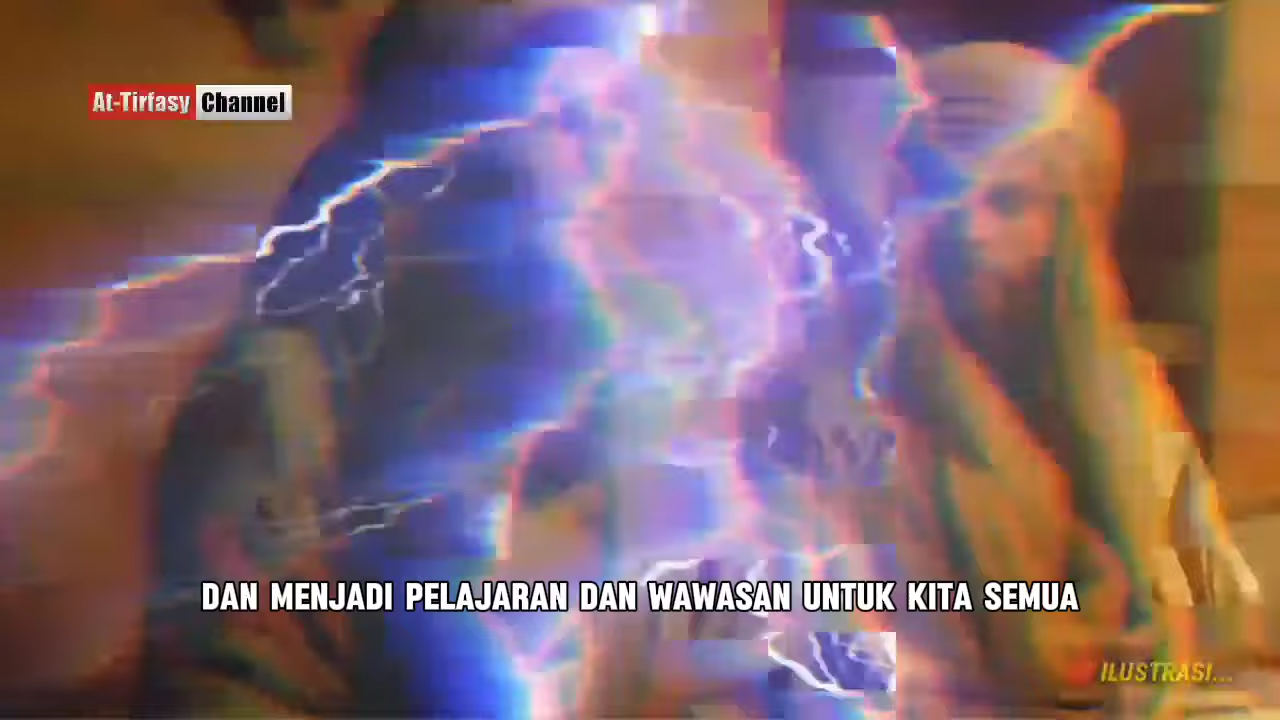 At-Tirfasy Channel
DAN MENJADI PELAJARAN DAN WAWASAN UNTUK KITA SEMUA
ILUSTRASI...